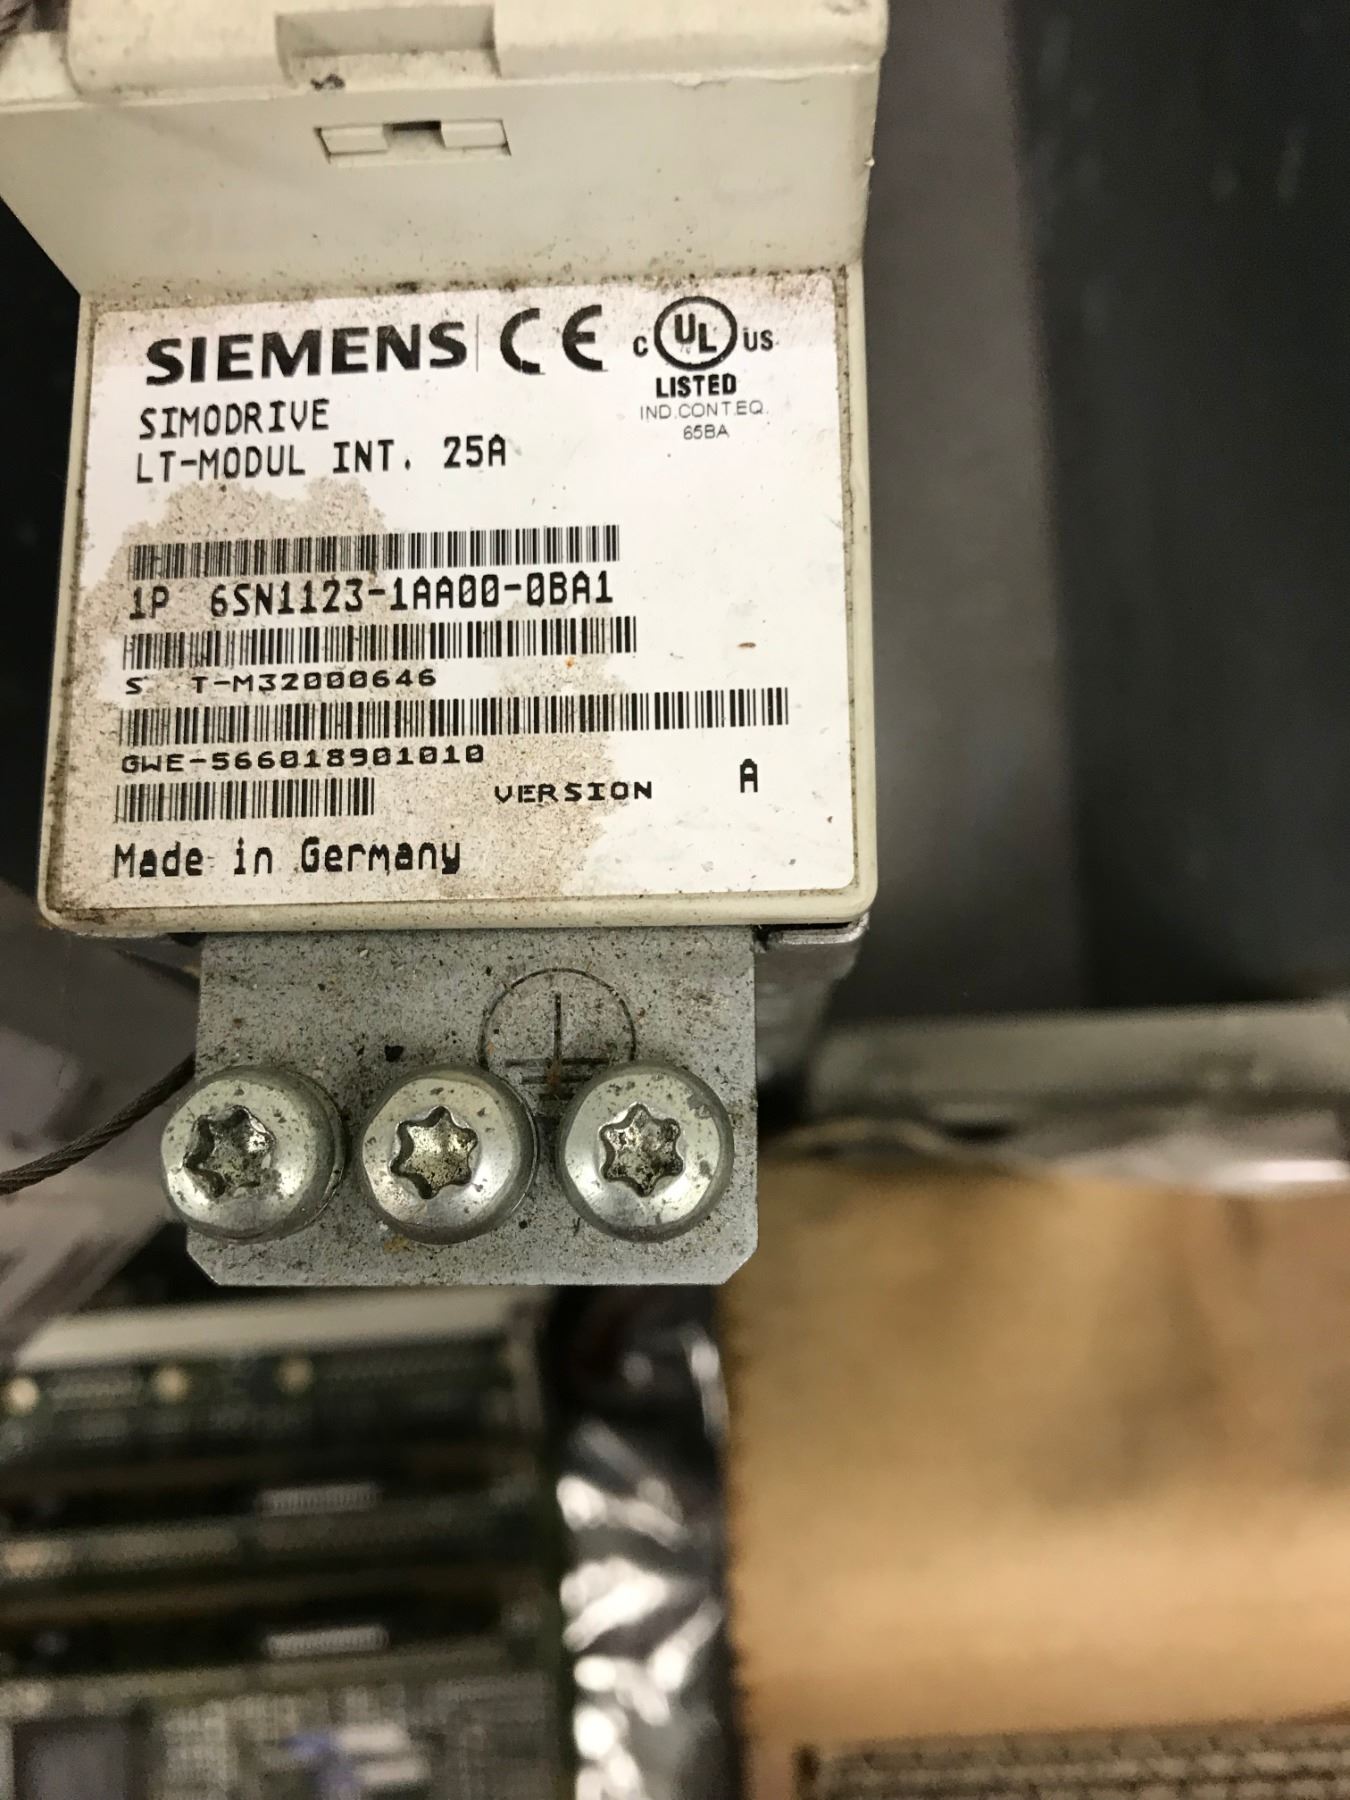 SIEMENS CE C UL US
LISTED
IND.CONT.EQ.
65BA
SIMODRIVE
LT-MODUL INT. 25A
1P 6SN1123-1AA00-0BA1
S T-M32000646
GWE-566018901010
VERSION A
Made in Germany